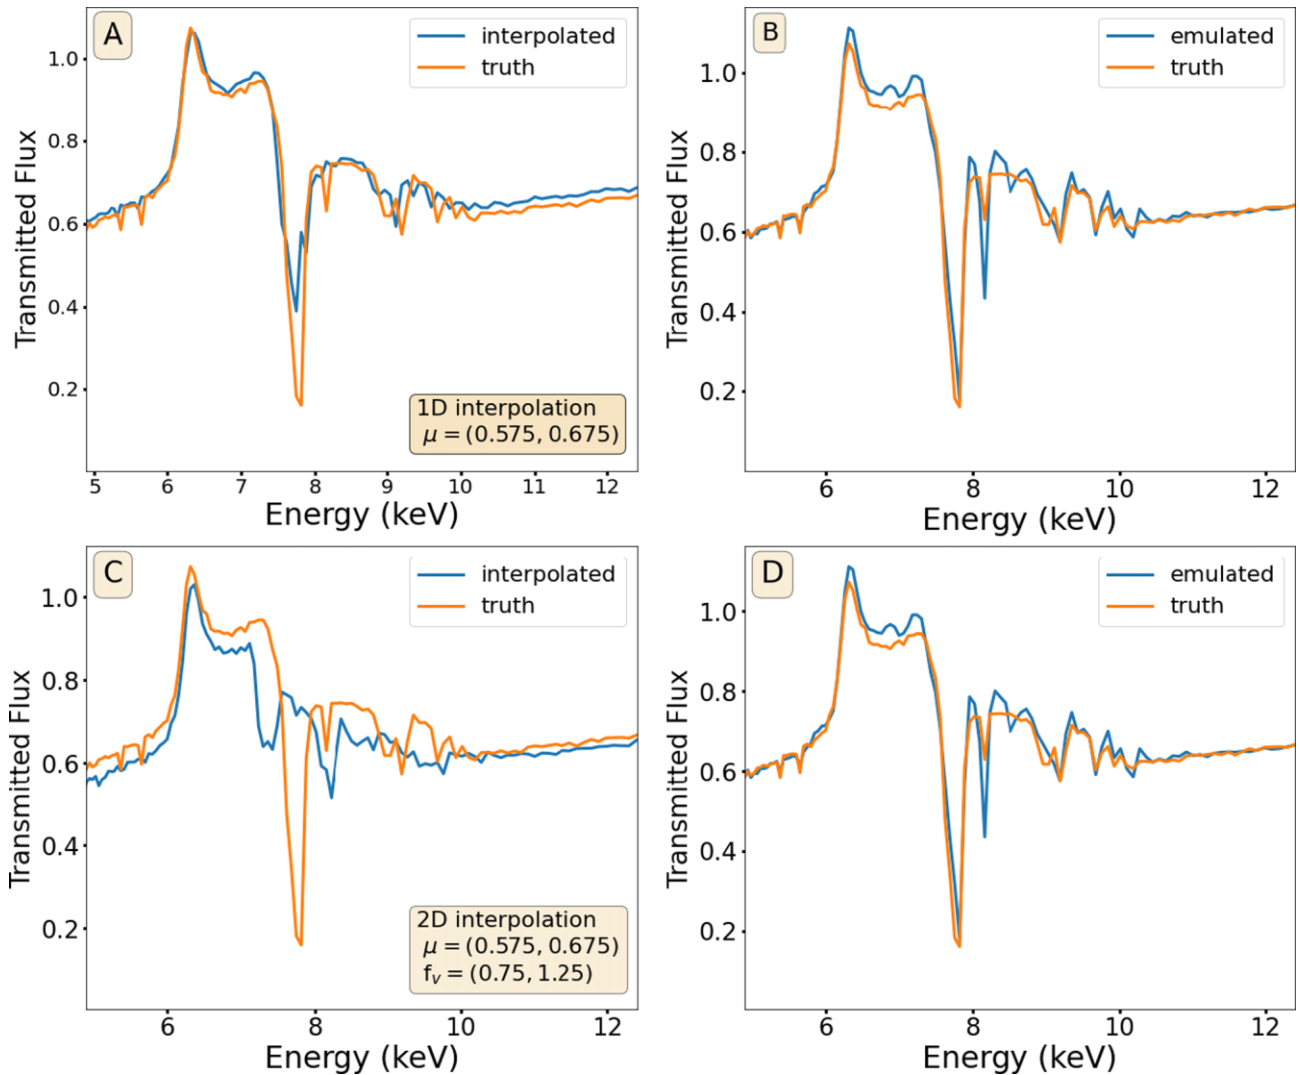 A
interpolated
truth
1.0
0.8
0.6
0.4
0.2
Transmitted Flux
1D interpolation
μ = (0.575, 0.675)
5 6 7 8 9 10 11 12
Energy (keV)
B
emulated
truth
1.0
0.8
0.6
0.4
0.2
Transmitted Flux
6 8 10 12
Energy (keV)
C
interpolated
truth
1.0
0.8
0.6
0.4
0.2
Transmitted Flux
2D interpolation
μ = (0.575, 0.675)
fᵥ = (0.75, 1.25)
6 8 10 12
Energy (keV)
D
emulated
truth
1.0
0.8
0.6
0.4
0.2
Transmitted Flux
6 8 10 12
Energy (keV)